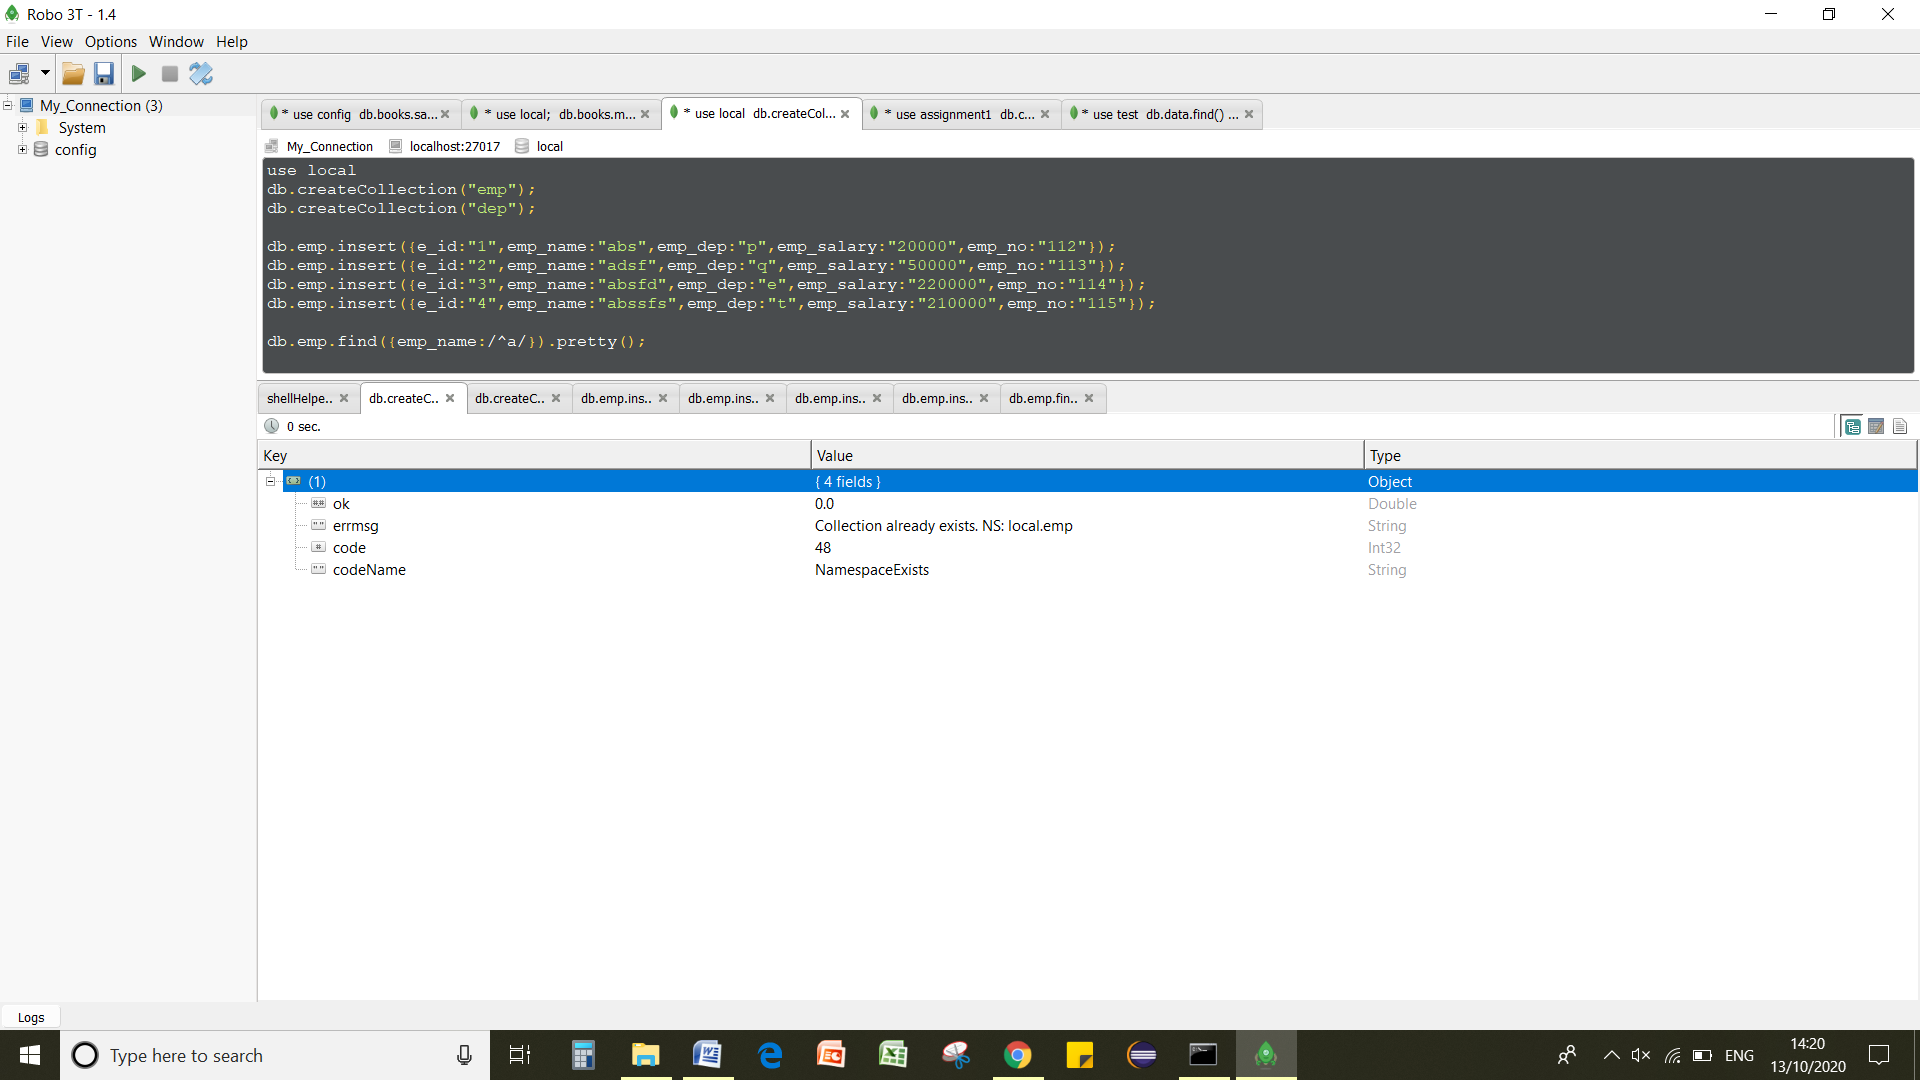 Robo 3T - 1.4
File View Options Window Help
My_Connection (3)
System
config
* use config db.books.sa...
* use local; db.books.m...
* use local db.createCol...
* use assignment1 db.c...
* use test db.data.find() ...
My_Connection localhost:27017 local
use local
db.createCollection("emp");
db.createCollection("dep");
db.emp.insert({e_id:"1",emp_name:"abs",emp_dep:"p",emp_salary:"20000",emp_no:"112"});
db.emp.insert({e_id:"2",emp_name:"adsf",emp_dep:"q",emp_salary:"50000",emp_no:"113"});
db.emp.insert({e_id:"3",emp_name:"absfd",emp_dep:"e",emp_salary:"220000",emp_no:"114"});
db.emp.insert({e_id:"4",emp_name:"abssfs",emp_dep:"t",emp_salary:"210000",emp_no:"115"});
db.emp.find({emp_name:/^a/}).pretty();
shellHelpe.. db.createC.. db.createC.. db.emp.ins.. db.emp.ins.. db.emp.ins.. db.emp.ins.. db.emp.fin..
0 sec.
Key Value Type
(1) { 4 fields } Object
ok 0.0 Double
errmsg Collection already exists. NS: local.emp String
code 48 Int32
codeName NamespaceExists String
Logs
Type here to search
ENG
14:20
13/10/2020